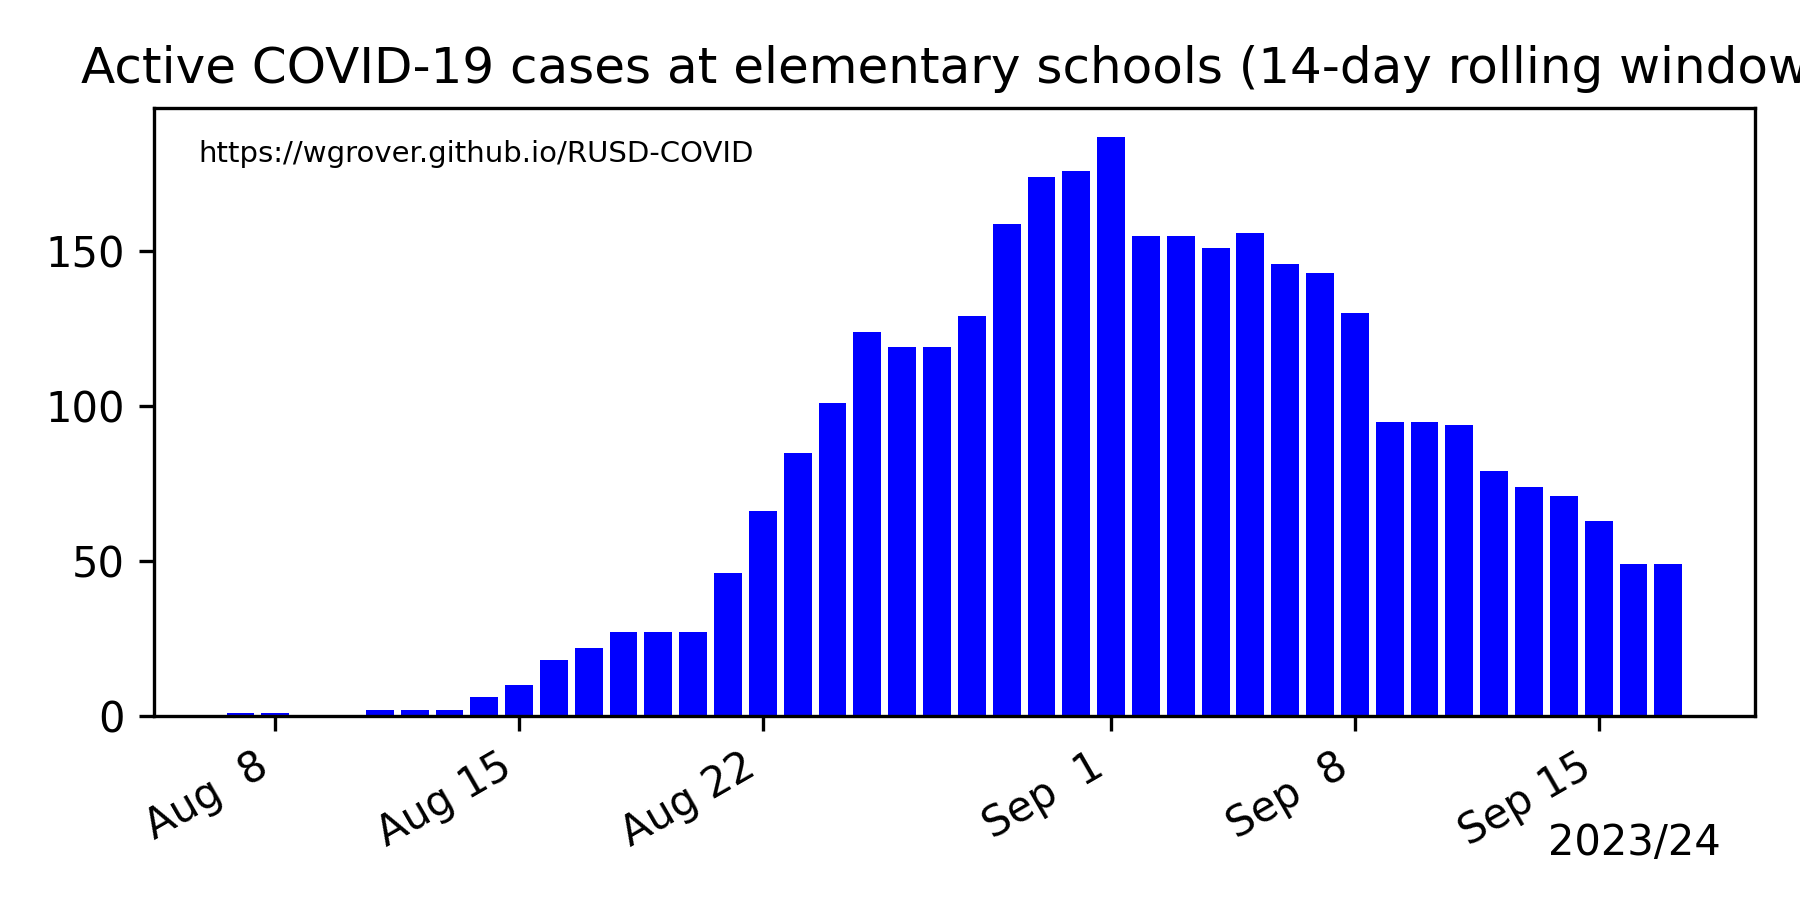 Active COVID-19 cases at elementary schools (14-day rolling window
https://wgrover.github.io/RUSD-COVID
150
100
50
0
Aug 8
Aug 15
Aug 22
Sep 1
Sep 8
Sep 15
2023/24